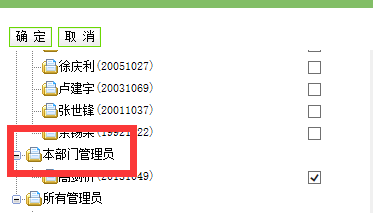 确 定 取 消
徐庆利(20051027)
卢建宇(20031069)
张世锋(20011037)
本部门管理员
所有管理员